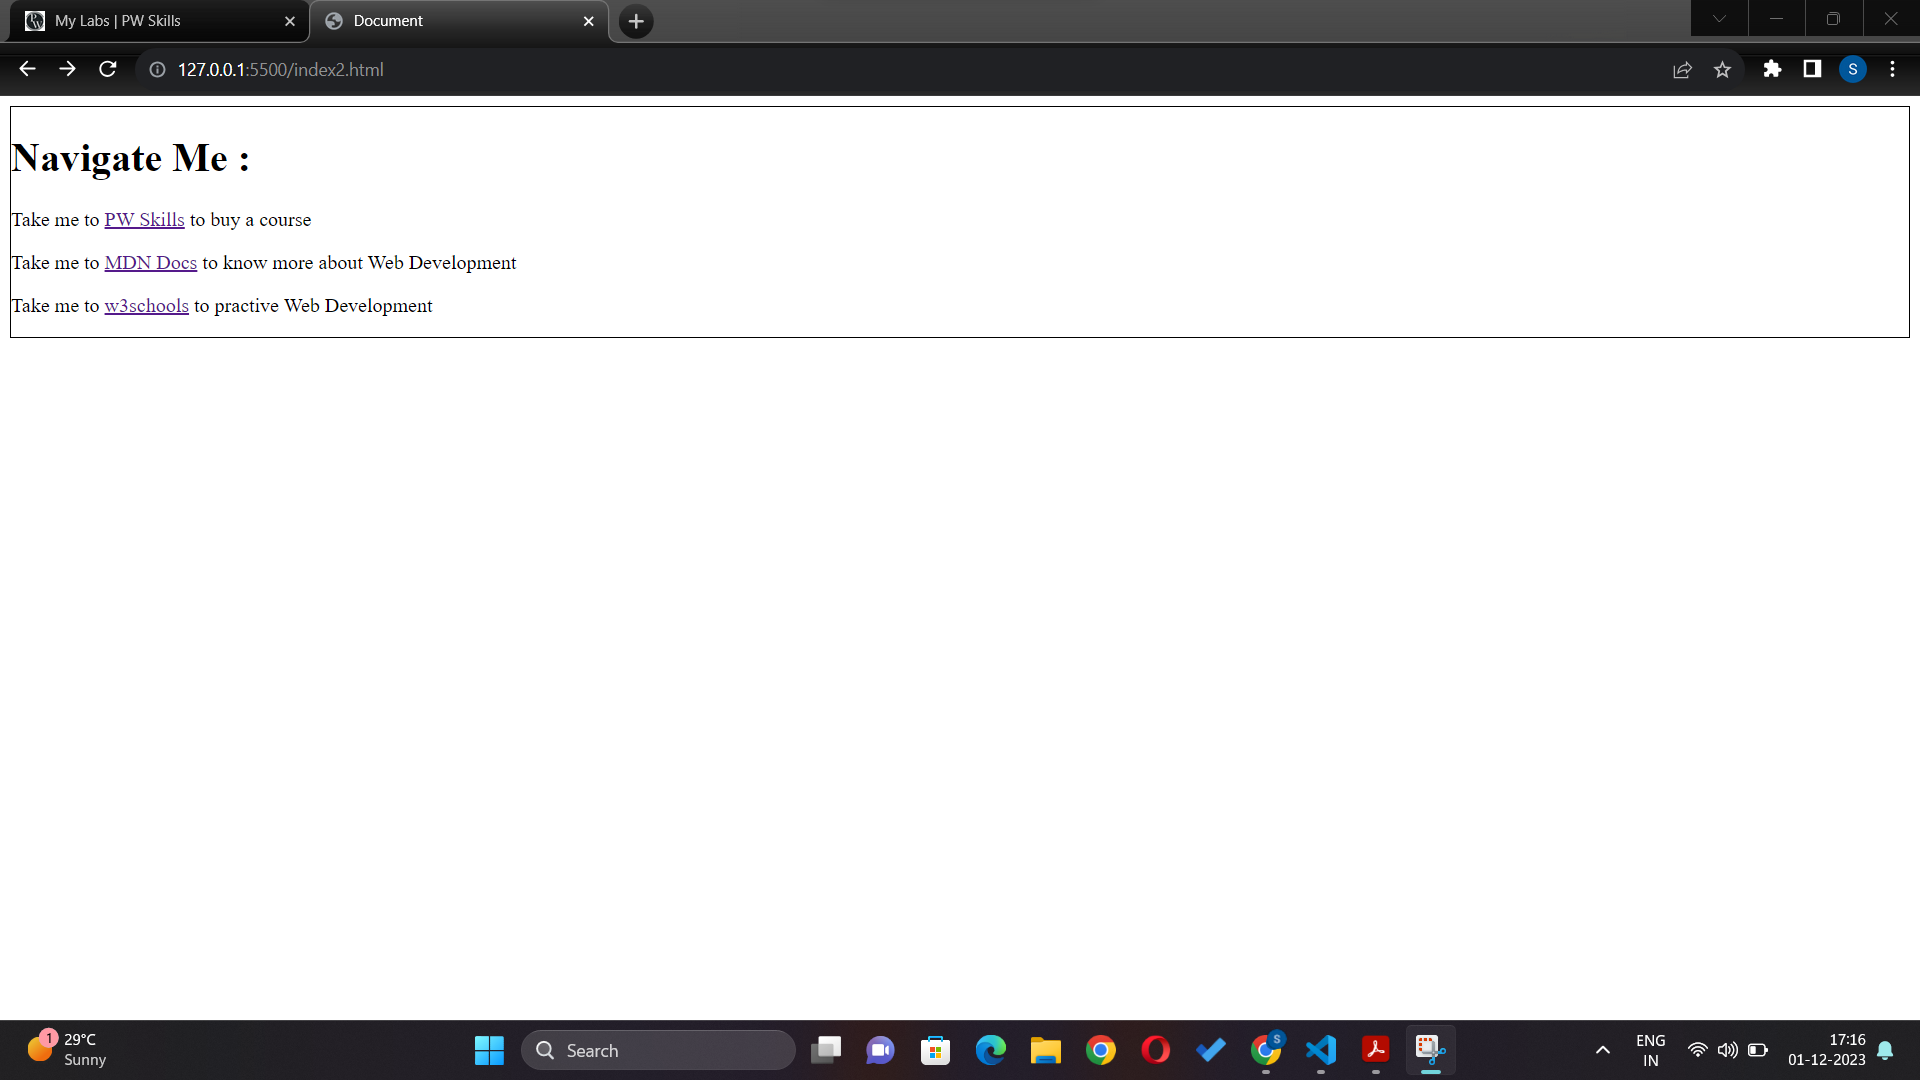 My Labs | PW Skills
Document
127.0.0.1:5500/index2.html
S
Navigate Me :
Take me to PW Skills to buy a course
Take me to MDN Docs to know more about Web Development
Take me to w3schools to practive Web Development
1
29°C
Sunny
Search
S
ENG
IN
17:16
01-12-2023